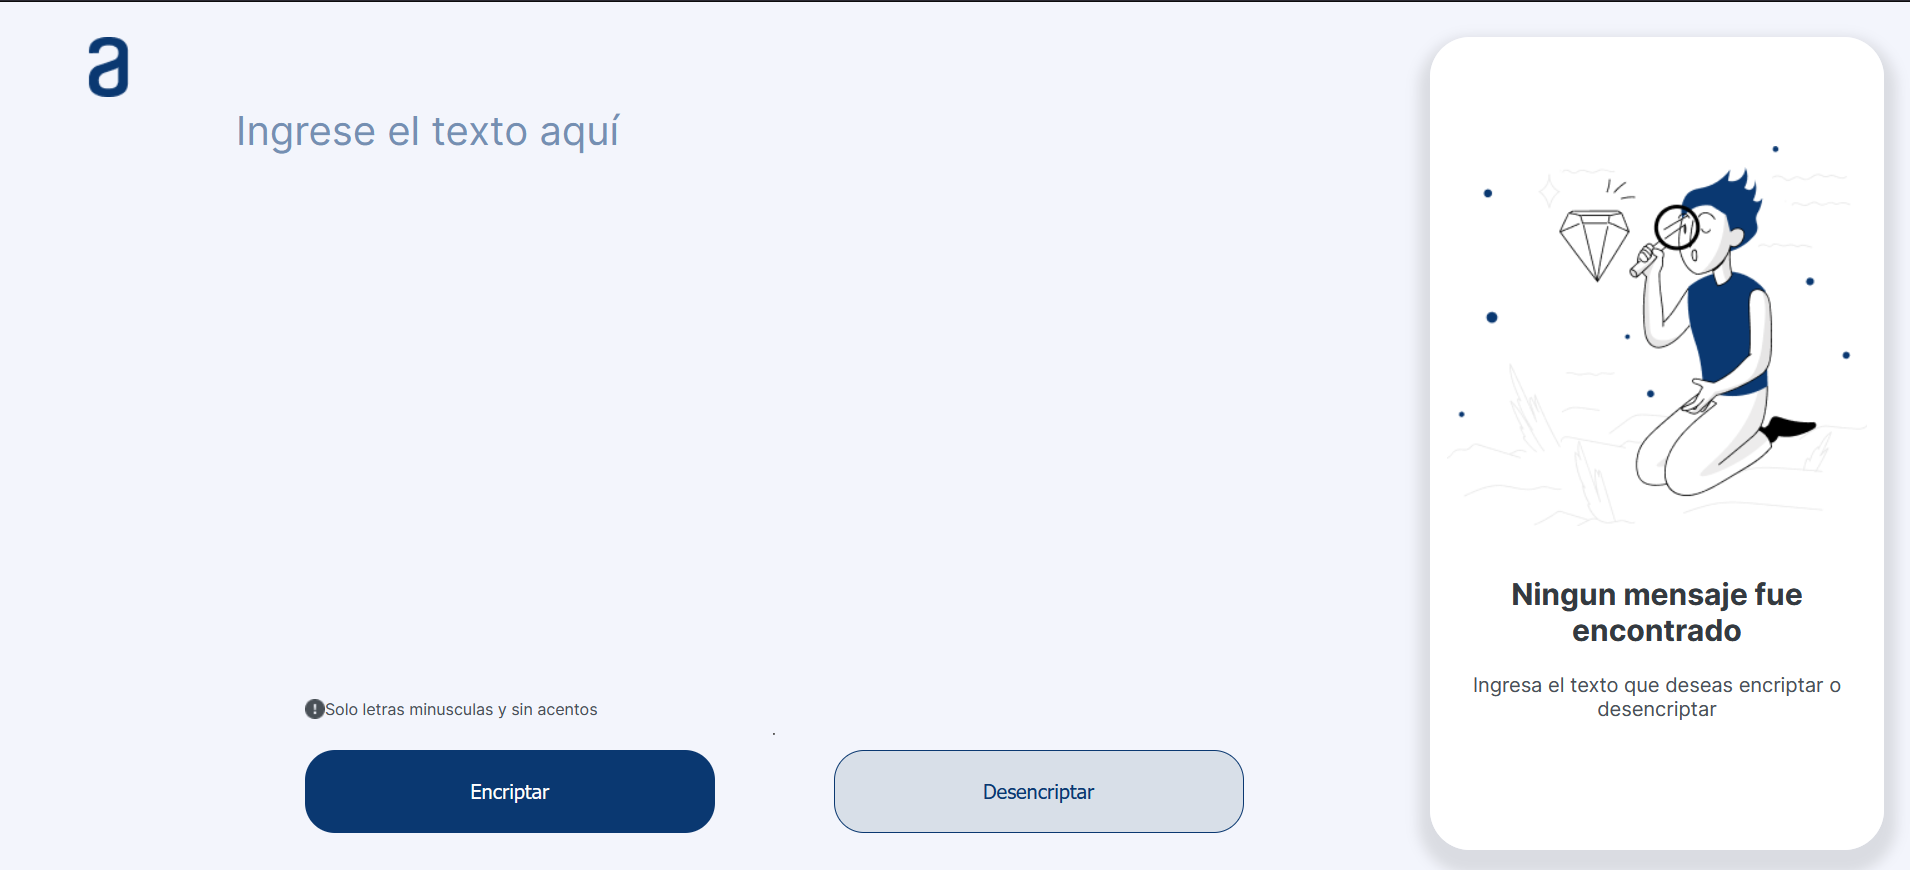 a
Ingrese el texto aquí
Solo letras minusculas y sin acentos
Encriptar
Desencriptar
Ningun mensaje fue
encontrado
Ingresa el texto que deseas encriptar o
desencriptar